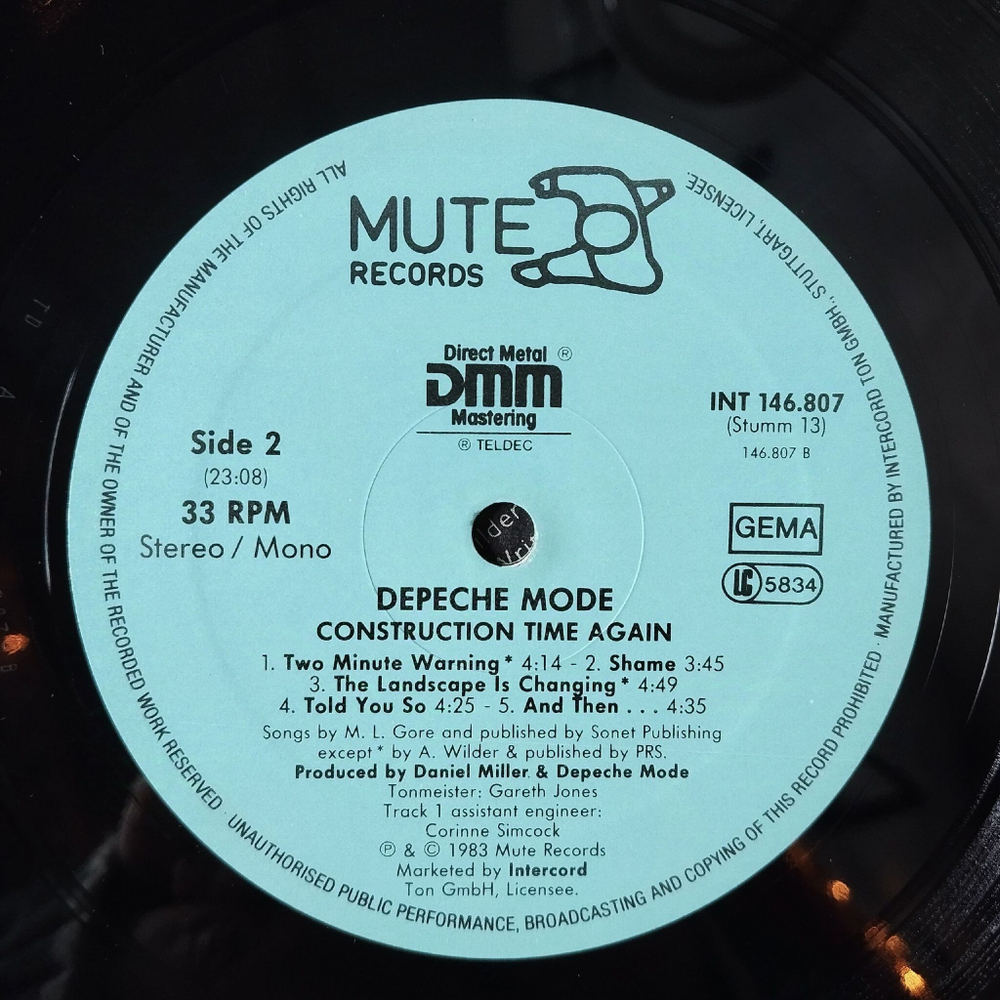 MUTE
RECORDS
Direct Metal ®
DMM
Mastering
® TELDEC
Side 2
(23:08)
33 RPM
Stereo / Mono
INT 146.807
(Stumm 13)
146.807 B
GEMA
LC 5834
DEPECHE MODE
CONSTRUCTION TIME AGAIN
1. Two Minute Warning* 4:14 - 2. Shame 3:45
3. The Landscape Is Changing* 4:49
4. Told You So 4:25 - 5. And Then . . . 4:35
Songs by M. L. Gore and published by Sonet Publishing
except* by A. Wilder & published by PRS.
Produced by Daniel Miller & Depeche Mode
Tonmeister: Gareth Jones
Track 1 assistant engineer:
Corinne Simcock
℗ & © 1983 Mute Records
Marketed by Intercord
Ton GmbH, Licensee.
ALL RIGHTS OF THE MANUFACTURER AND OF THE OWNER OF THE RECORDED WORK RESERVED · UNAUTHORISED PUBLIC PERFORMANCE, BROADCASTING AND COPYING OF THIS RECORD PROHIBITED · MANUFACTURED BY INTERCORD TON GMBH., STUTTGART, LICENSEE.